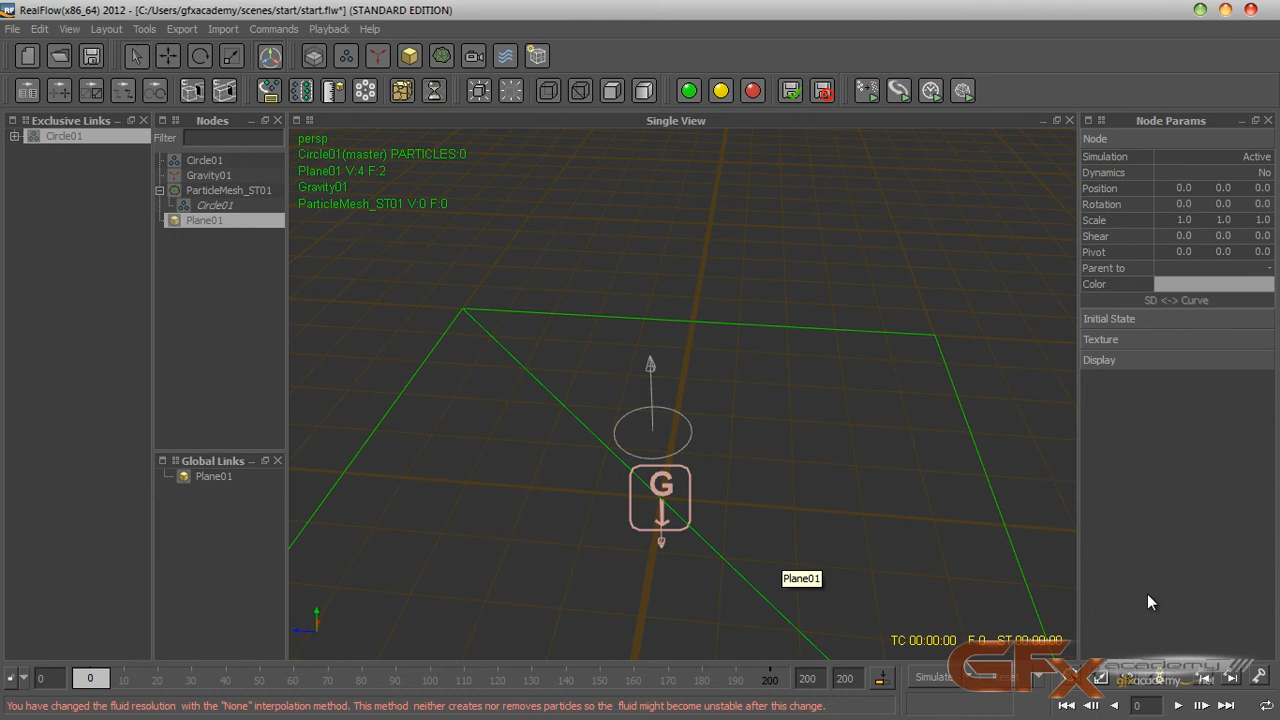 RealFlow(x86_64) 2012 - [C:/Users/gfxacademy/scenes/start/start.flw*] (STANDARD EDITION)
File Edit View Layout Tools Export Import Commands Playback Help
Exclusive Links
Circle01
Nodes
Filter
Circle01
Gravity01
ParticleMesh_ST01
Circle01
Plane01
Global Links
Plane01
Single View
persp
Circle01(master) PARTICLES:0
Plane01 V:4 F:2
Gravity01
ParticleMesh_ST01 V:0 F:0
G
Plane01
TC 00:00:00 F 0 ST 00:00:00
Node Params
Node
Simulation Active
Dynamics No
Position 0.0 0.0 0.0
Rotation 0.0 0.0 0.0
Scale 1.0 1.0 1.0
Shear 0.0 0.0 0.0
Pivot 0.0 0.0 0.0
Parent to -
Color
SD <-> Curve
Initial State
Texture
Display
0 0 10 20 30 40 50 60 70 80 90 100 110 120 130 140 150 160 170 180 190 200 200 200
Simulate
GFX academy
gfxacademy.net
You have changed the fluid resolution with the "None" interpolation method. This method neither creates nor removes particles so the fluid might become unstable after this change.
0